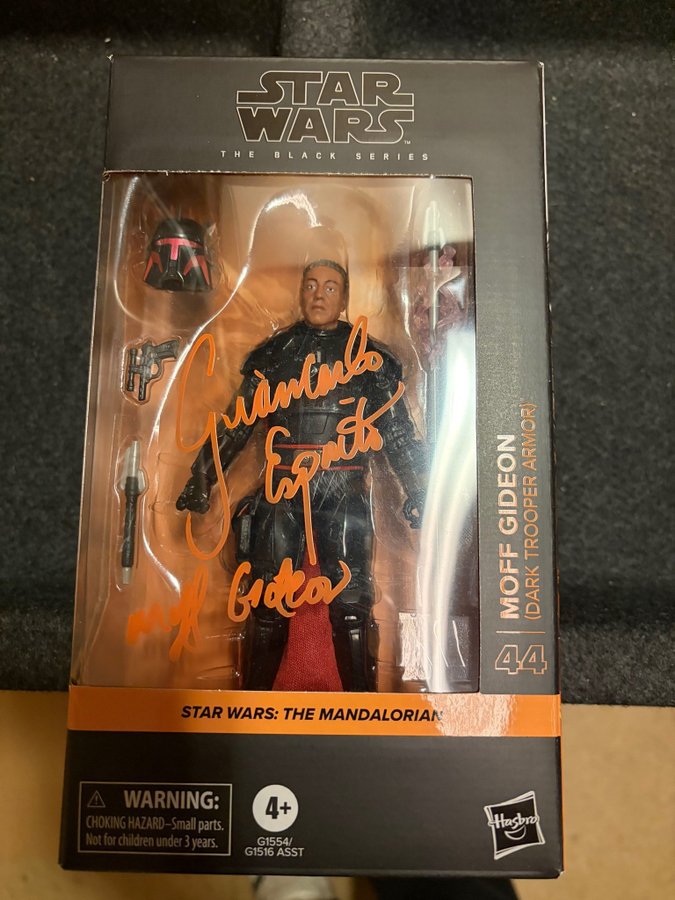 STAR
WARS
TM
THE BLACK SERIES
Giancarlo
Esposito
Moff Gideon
MOFF GIDEON
(DARK TROOPER ARMOR)
44
STAR WARS: THE MANDALORIAN
WARNING:
CHOKING HAZARD–Small parts.
Not for children under 3 years.
4+
G1554/
G1516 ASST
Hasbro